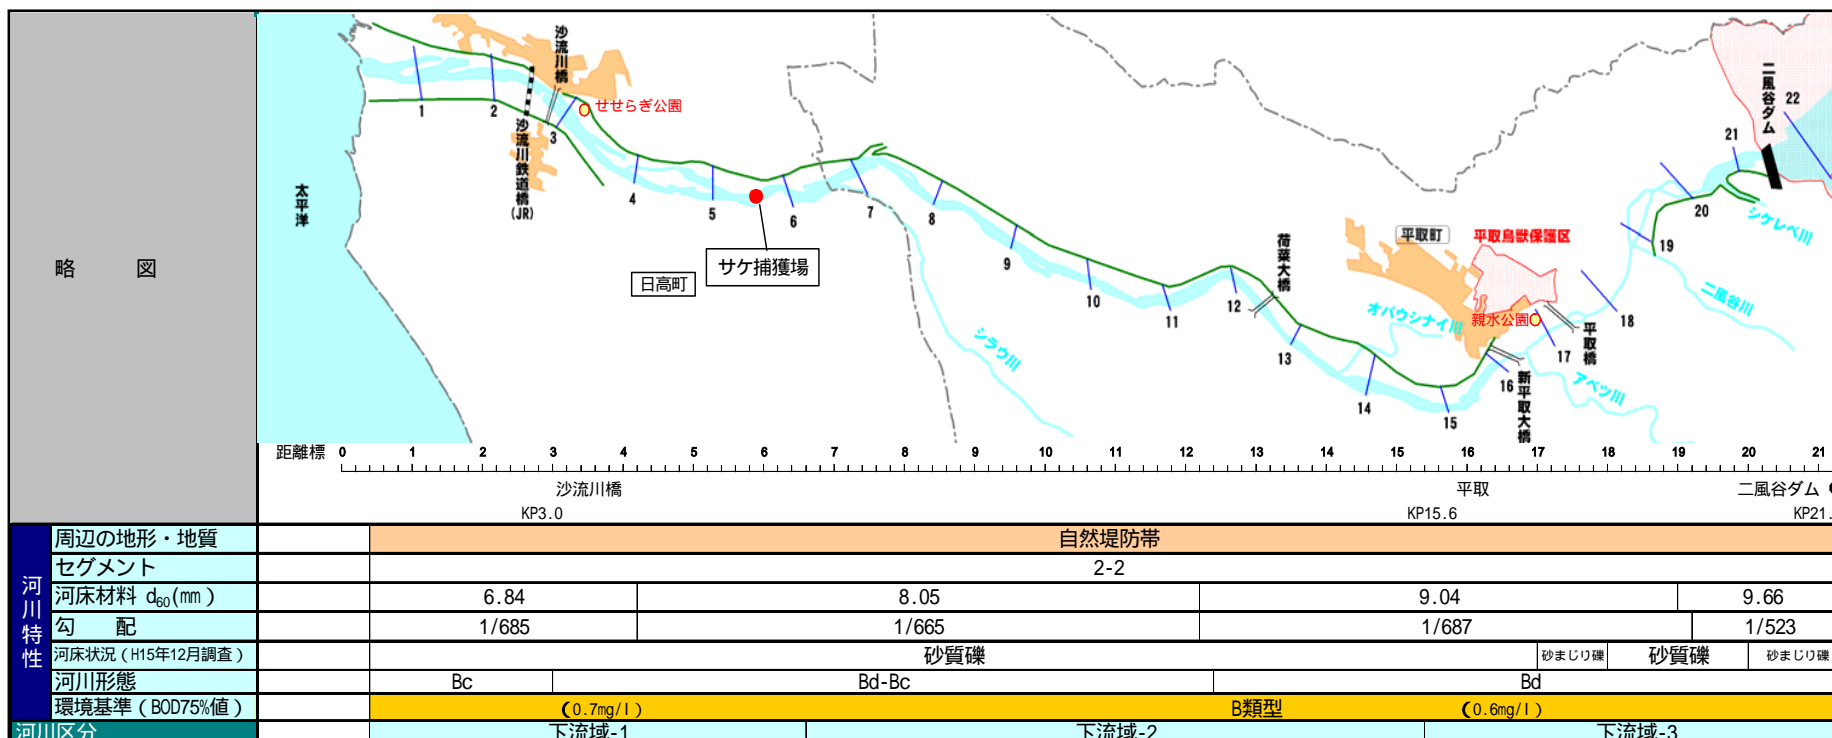 略　　図
太平洋
1
2
3
4
5
6
7
8
9
10
11
12
13
14
15
16
17
18
19
20
21
22
沙流川橋
沙流川鉄道橋(JR)
せせらぎ公園
サケ捕獲場
日高町
シラウ川
荷菜大橋
オバウシナイ川
平取町
平取鳥獣保護区
親水公園
平取橋
新平取大橋
アベツ川
二風谷川
シケレベ川
二風谷ダム
距離標 0 1 2 3 4 5 6 7 8 9 10 11 12 13 14 15 16 17 18 19 20 21
沙流川橋 平取 二風谷ダム (
KP3.0 KP15.6 KP21.
河川特性
周辺の地形・地質 自然堤防帯
セグメント 2-2
河床材料 d60(mm) 6.84 8.05 9.04 9.66
勾　配 1/685 1/665 1/687 1/523
河床状況（H15年12月調査） 砂質礫 砂まじり礫 砂質礫 砂まじり礫
河川形態 Bc Bd-Bc Bd
環境基準（BOD75%値） (0.7mg/l) B類型 (0.6mg/l)
河川区分 下流域-1 下流域-2 下流域-3